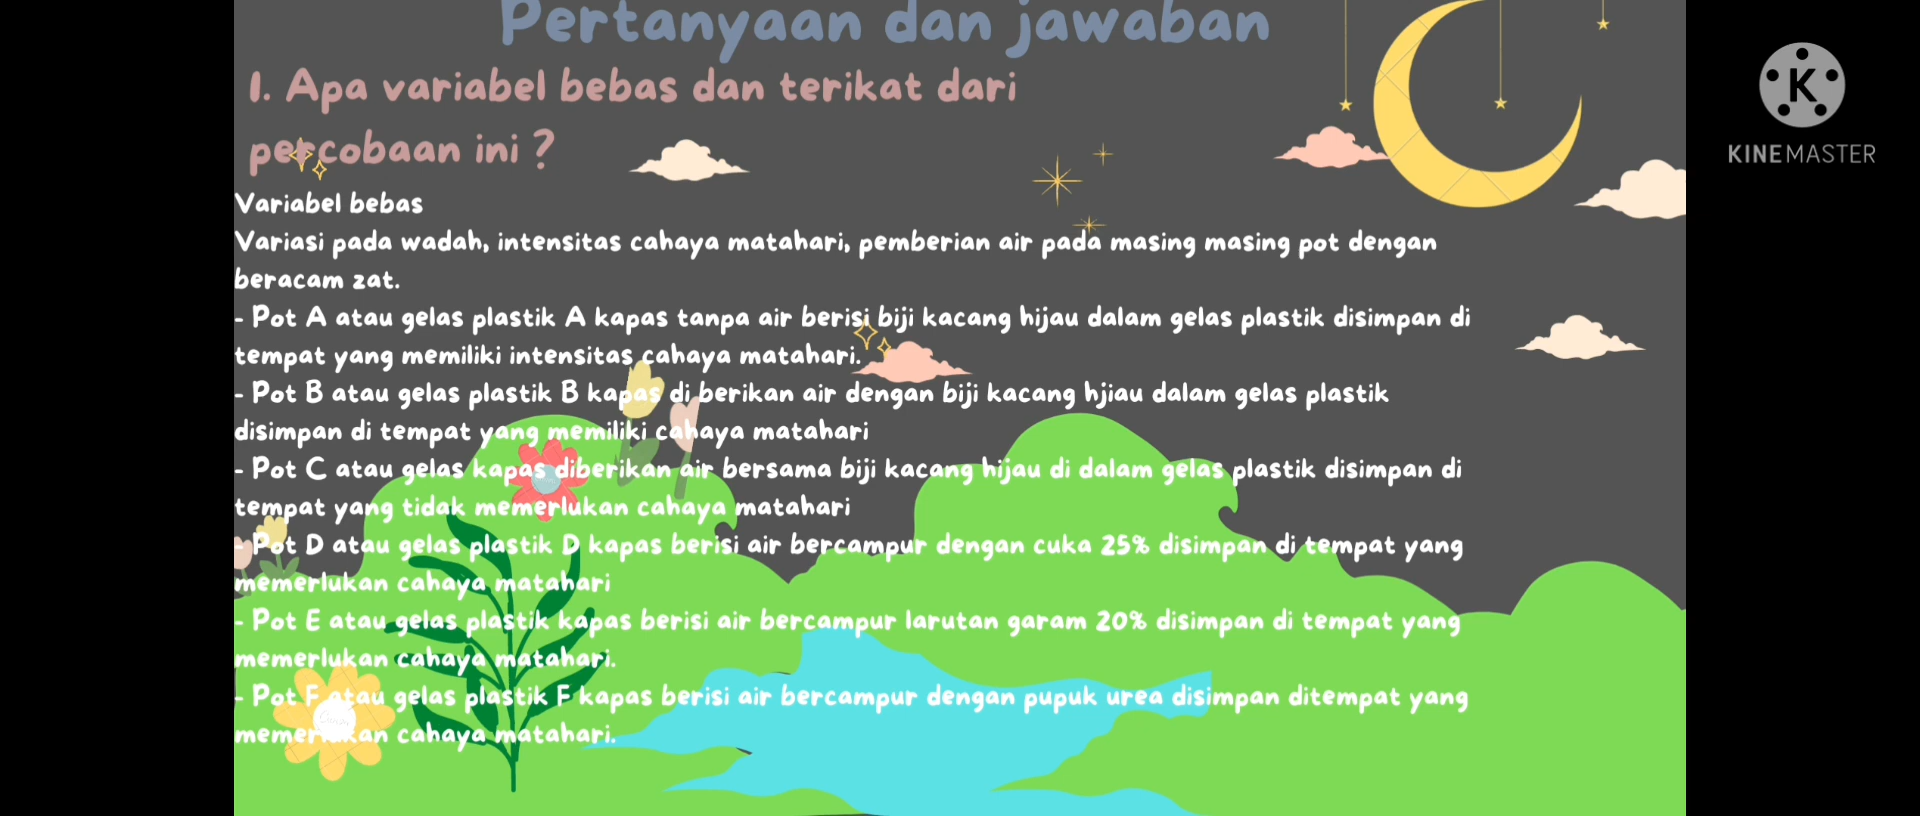 Pertanyaan dan jawaban
1. Apa variabel bebas dan terikat dari
percobaan ini ?
KINEMASTER
Variabel bebas
Variasi pada wadah, intensitas cahaya matahari, pemberian air pada masing masing pot dengan
beracam zat.
- Pot A atau gelas plastik A kapas tanpa air berisi biji kacang hijau dalam gelas plastik disimpan di
tempat yang memiliki intensitas cahaya matahari.
- Pot B atau gelas plastik B kapas di berikan air dengan biji kacang hjiau dalam gelas plastik
disimpan di tempat yang memiliki cahaya matahari
- Pot C atau gelas kapas diberikan air bersama biji kacang hijau di dalam gelas plastik disimpan di
tempat yang tidak memerlukan cahaya matahari
- Pot D atau gelas plastik D kapas berisi air bercampur dengan cuka 25% disimpan di tempat yang
memerlukan cahaya matahari
- Pot E atau gelas plastik kapas berisi air bercampur larutan garam 20% disimpan di tempat yang
memerlukan cahaya matahari.
- Pot F atau gelas plastik F kapas berisi air bercampur dengan pupuk urea disimpan ditempat yang
memerlukan cahaya matahari.